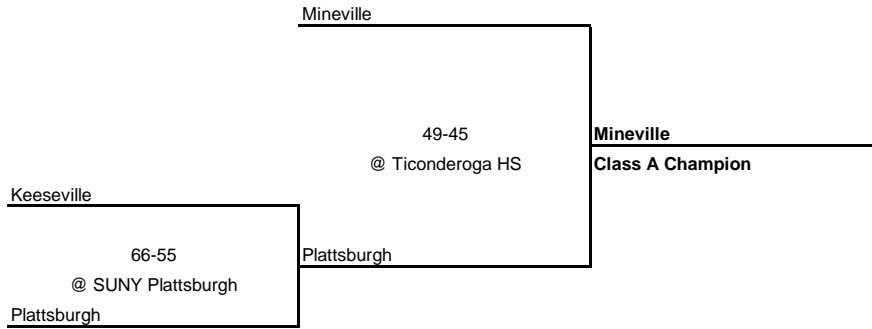 Mineville
49-45
@ Ticonderoga HS
Mineville
Class A Champion
Keeseville
66-55
@ SUNY Plattsburgh
Plattsburgh
Plattsburgh